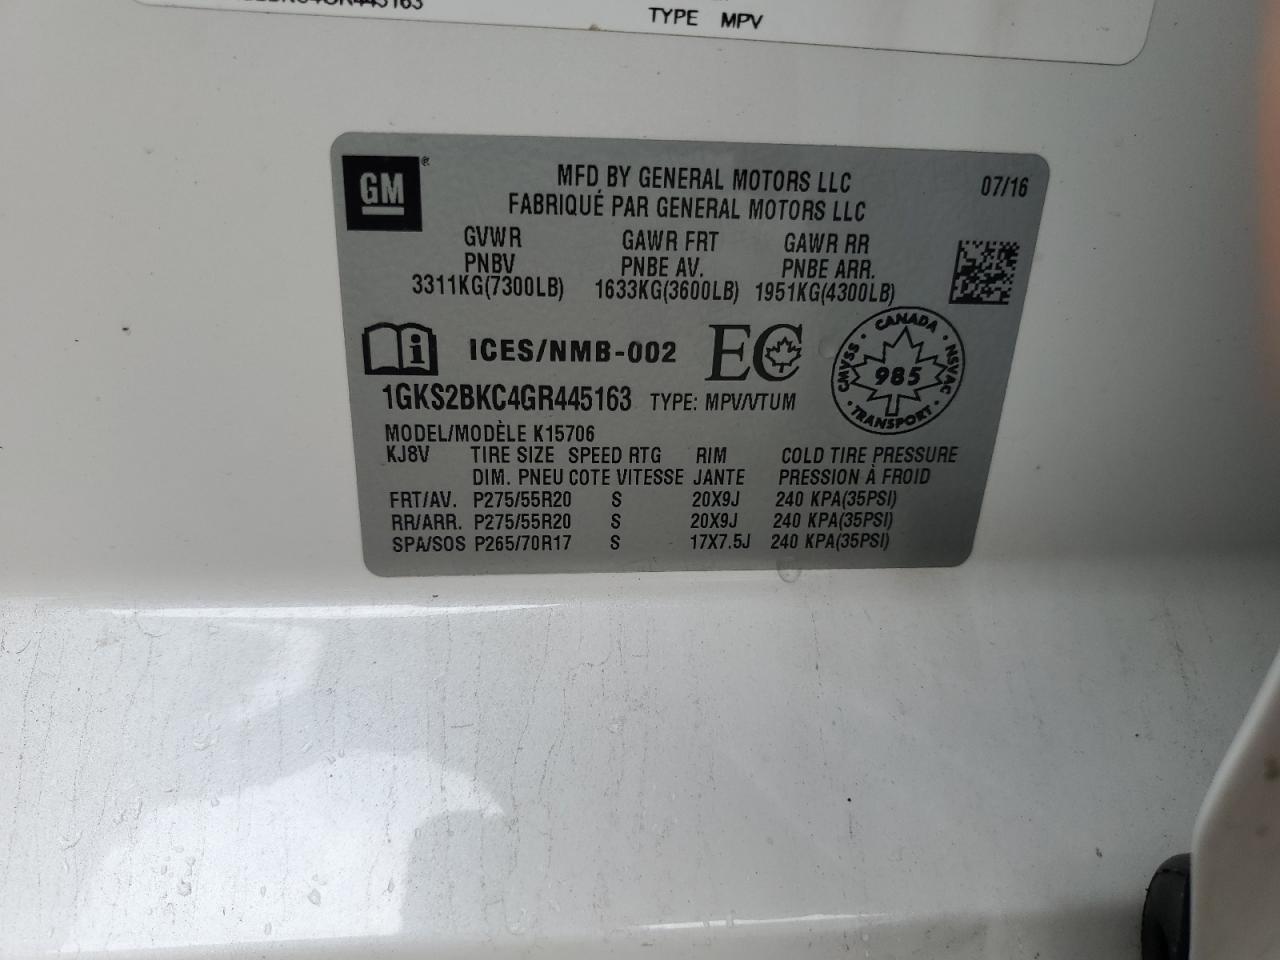 TYPE MPV
GM®
MFD BY GENERAL MOTORS LLC 07/16
FABRIQUÉ PAR GENERAL MOTORS LLC
GVWR GAWR FRT GAWR RR
PNBV PNBE AV. PNBE ARR.
3311KG(7300LB) 1633KG(3600LB) 1951KG(4300LB)
i ICES/NMB-002 EC
CANADA
CMVSS 985 NSVAC
TRANSPORT
1GKS2BKC4GR445163 TYPE: MPV/VTUM
MODEL/MODÈLE K15706
KJ8V TIRE SIZE SPEED RTG RIM COLD TIRE PRESSURE
DIM. PNEU COTE VITESSE JANTE PRESSION À FROID
FRT/AV. P275/55R20 S 20X9J 240 KPA(35PSI)
RR/ARR. P275/55R20 S 20X9J 240 KPA(35PSI)
SPA/SOS P265/70R17 S 17X7.5J 240 KPA(35PSI)